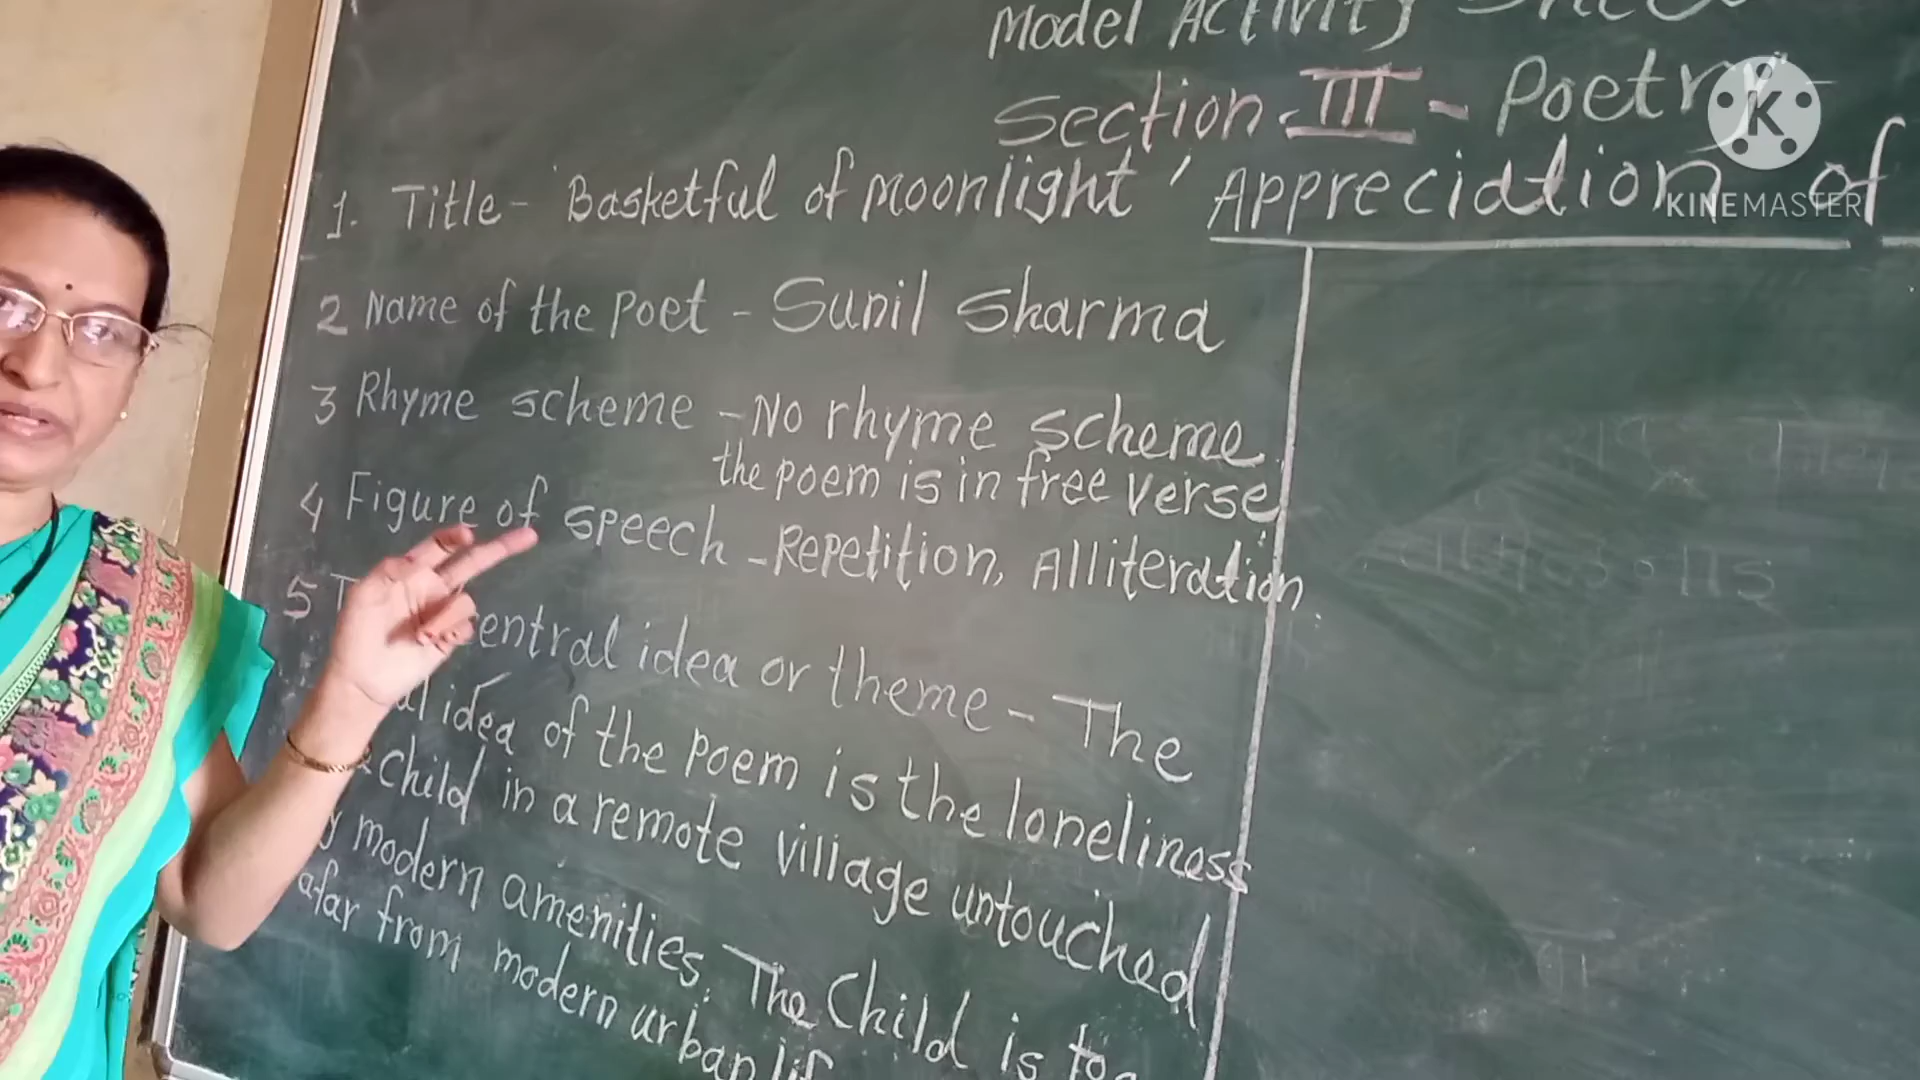 Model Activity
Section-III - Poetry
Appreciation of
1. Title - 'Basketful of Moonlight'
2 Name of the Poet - Sunil Sharma
3 Rhyme scheme - No rhyme scheme.
the poem is in free verse
4 Figure of speech - Repetition, Alliteration.
5 central idea or theme - The
idea of the poem is the loneliness
child in a remote village untouched
modern amenities. The Child is to
afar from modern urban
K
KINEMASTER